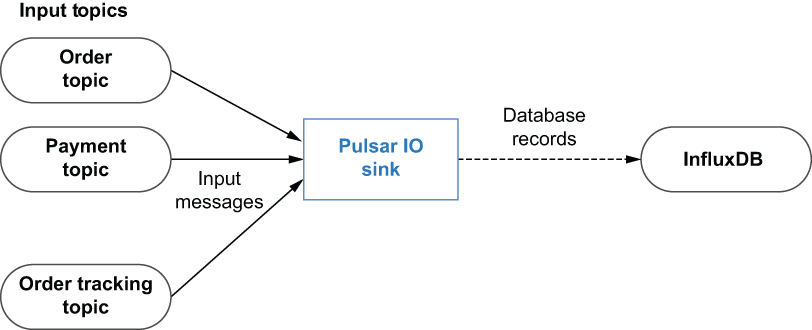 Input topics
Order
topic
Payment
topic
Input
messages
Order tracking
topic
Pulsar IO
sink
Database
records
InfluxDB